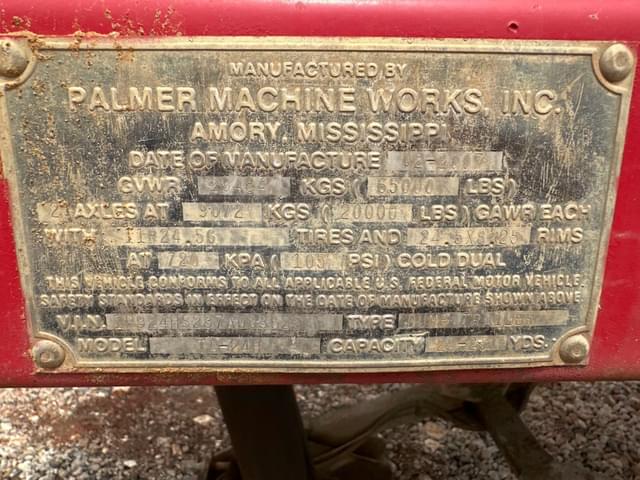 MANUFACTURED BY
PALMER MACHINE WORKS, INC.
AMORY, MISSISSIPPI
DATE OF MANUFACTURE
GVWR KGS ( 65000 LBS )
2 AXLES AT 9072 KGS ( 20000 LBS ) GAWR EACH
WITH TIRES AND RIMS
AT 720 KPA ( PSI ) COLD DUAL
THIS VEHICLE CONFORMS TO ALL APPLICABLE U.S. FEDERAL MOTOR VEHICLE
SAFETY STANDARDS IN EFFECT ON THE DATE OF MANUFACTURE SHOWN ABOVE
V.I.N. TYPE
MODEL CAPACITY YDS.